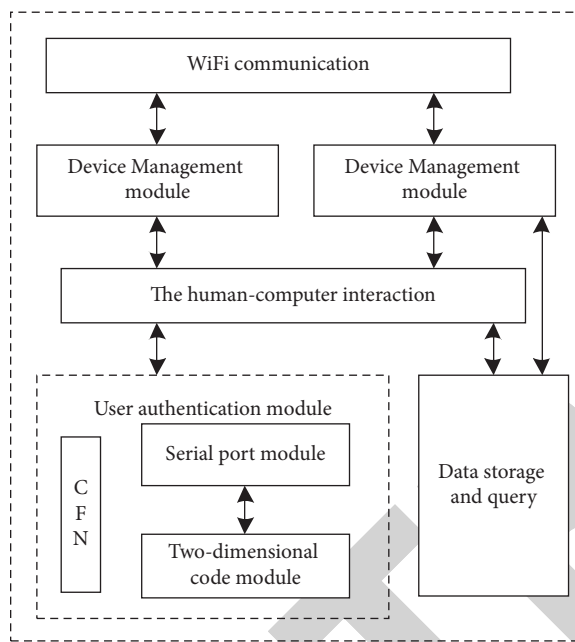 WiFi communication
Device Management
module
Device Management
module
The human-computer interaction
User authentication module
C
F
N
Serial port module
Two-dimensional
code module
Data storage
and query